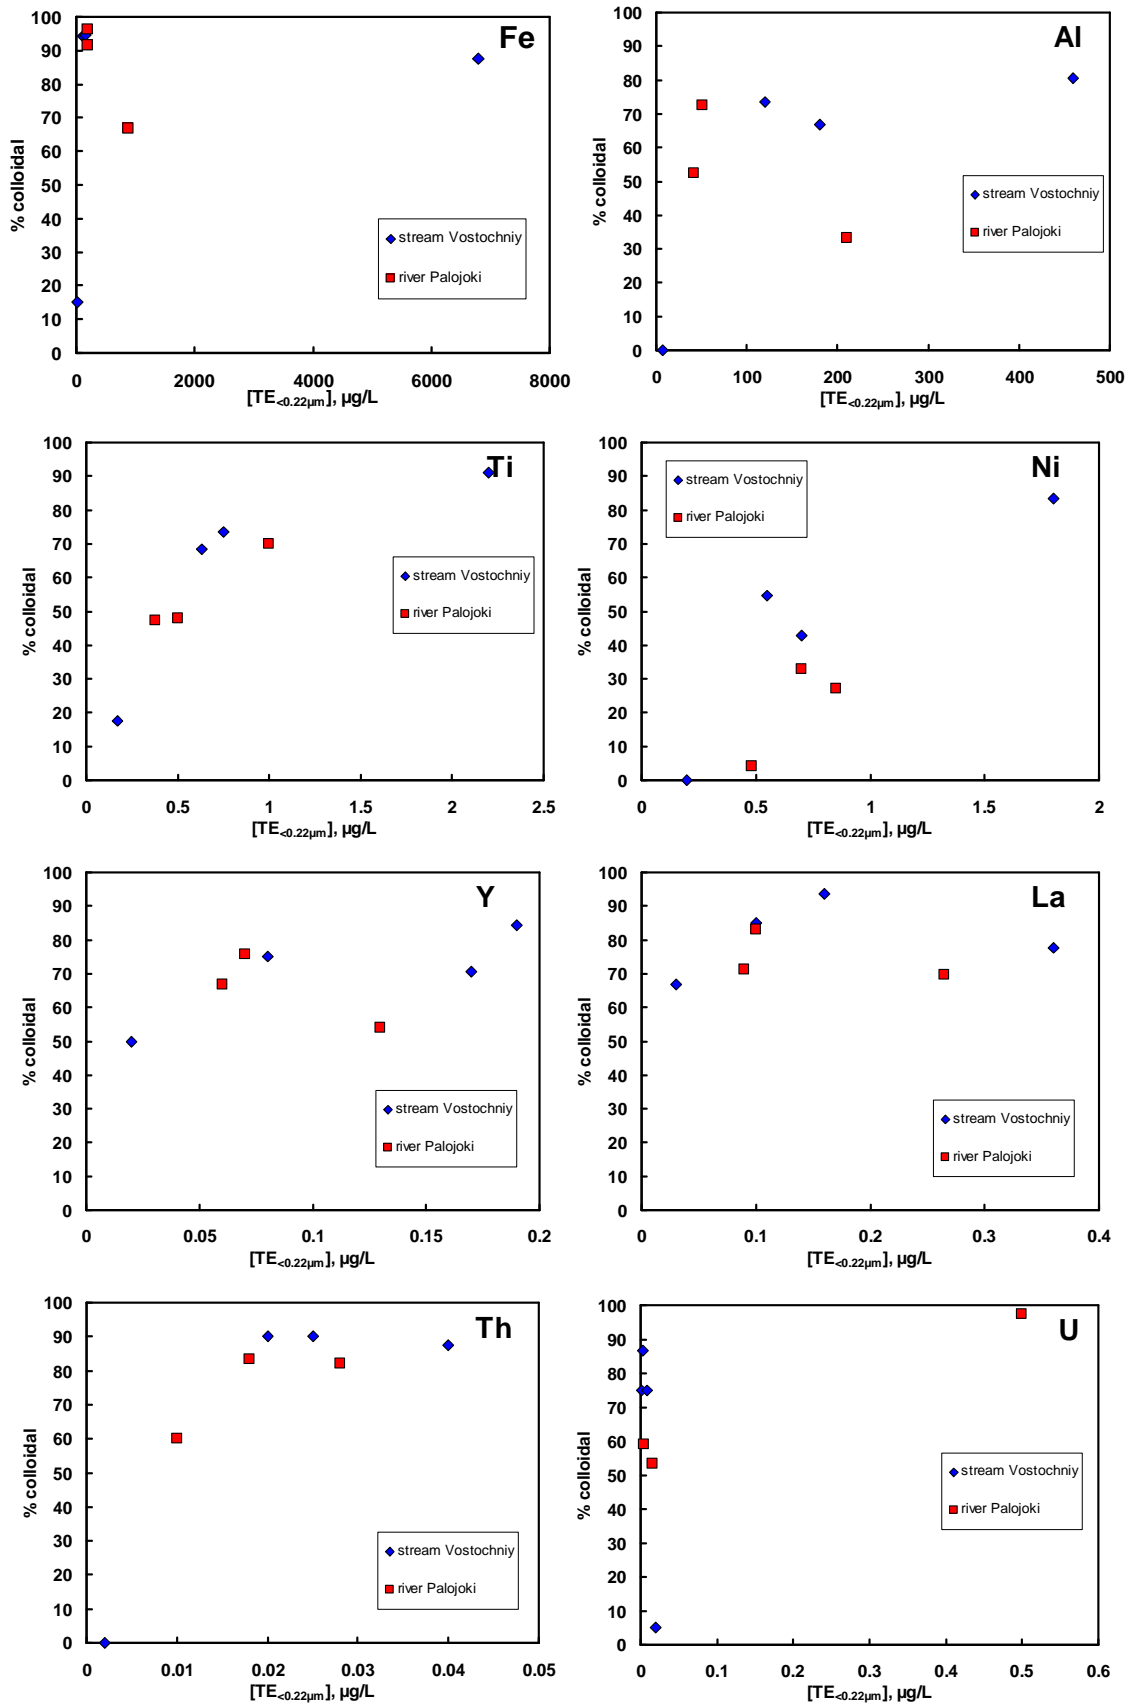 Fe
% colloidal
100
90
80
70
60
50
40
30
20
10
0
stream Vostochniy
river Palojoki
0 2000 4000 6000 8000
[TE<0.22µm], µg/L
Al
% colloidal
100
90
80
70
60
50
40
30
20
10
0
stream Vostochniy
river Palojoki
0 100 200 300 400 500
[TE<0.22µm], µg/L
Ti
% colloidal
100
90
80
70
60
50
40
30
20
10
0
stream Vostochniy
river Palojoki
0 0.5 1 1.5 2 2.5
[TE<0.22µm], µg/L
Ni
% colloidal
100
90
80
70
60
50
40
30
20
10
0
stream Vostochniy
river Palojoki
0 0.5 1 1.5 2
[TE<0.22µm], µg/L
Y
% colloidal
100
90
80
70
60
50
40
30
20
10
0
stream Vostochniy
river Palojoki
0 0.05 0.1 0.15 0.2
[TE<0.22µm], µg/L
La
% colloidal
100
90
80
70
60
50
40
30
20
10
0
stream Vostochniy
river Palojoki
0 0.1 0.2 0.3 0.4
[TE<0.22µm], µg/L
Th
% colloidal
100
90
80
70
60
50
40
30
20
10
0
stream Vostochniy
river Palojoki
0 0.01 0.02 0.03 0.04 0.05
[TE<0.22µm], µg/L
U
% colloidal
100
90
80
70
60
50
40
30
20
10
0
stream Vostochniy
river Palojoki
0 0.1 0.2 0.3 0.4 0.5 0.6
[TE<0.22µm], µg/L